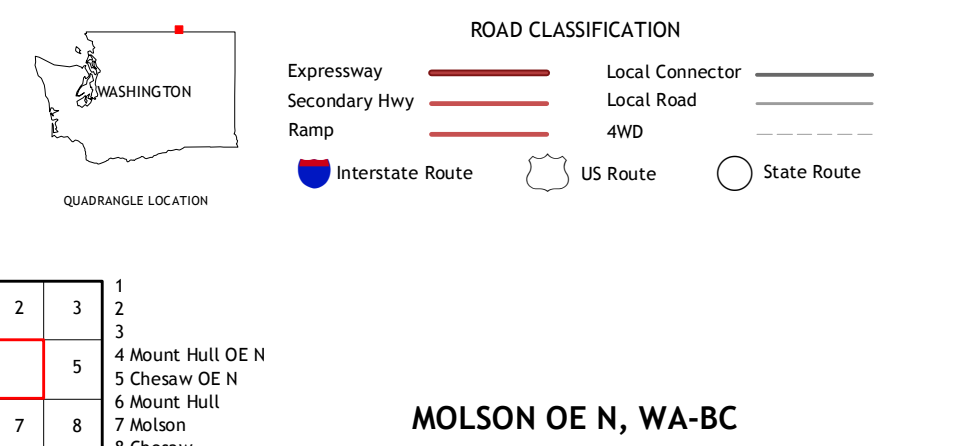 ROAD CLASSIFICATION
Expressway
Local Connector
Secondary Hwy
Local Road
Ramp
4WD
Interstate Route
US Route
State Route
WASHINGTON
QUADRANGLE LOCATION
2 3
5
7 8
1
2
3
4 Mount Hull OE N
5 Chesaw OE N
6 Mount Hull
7 Molson
8 Chesaw
MOLSON OE N, WA-BC